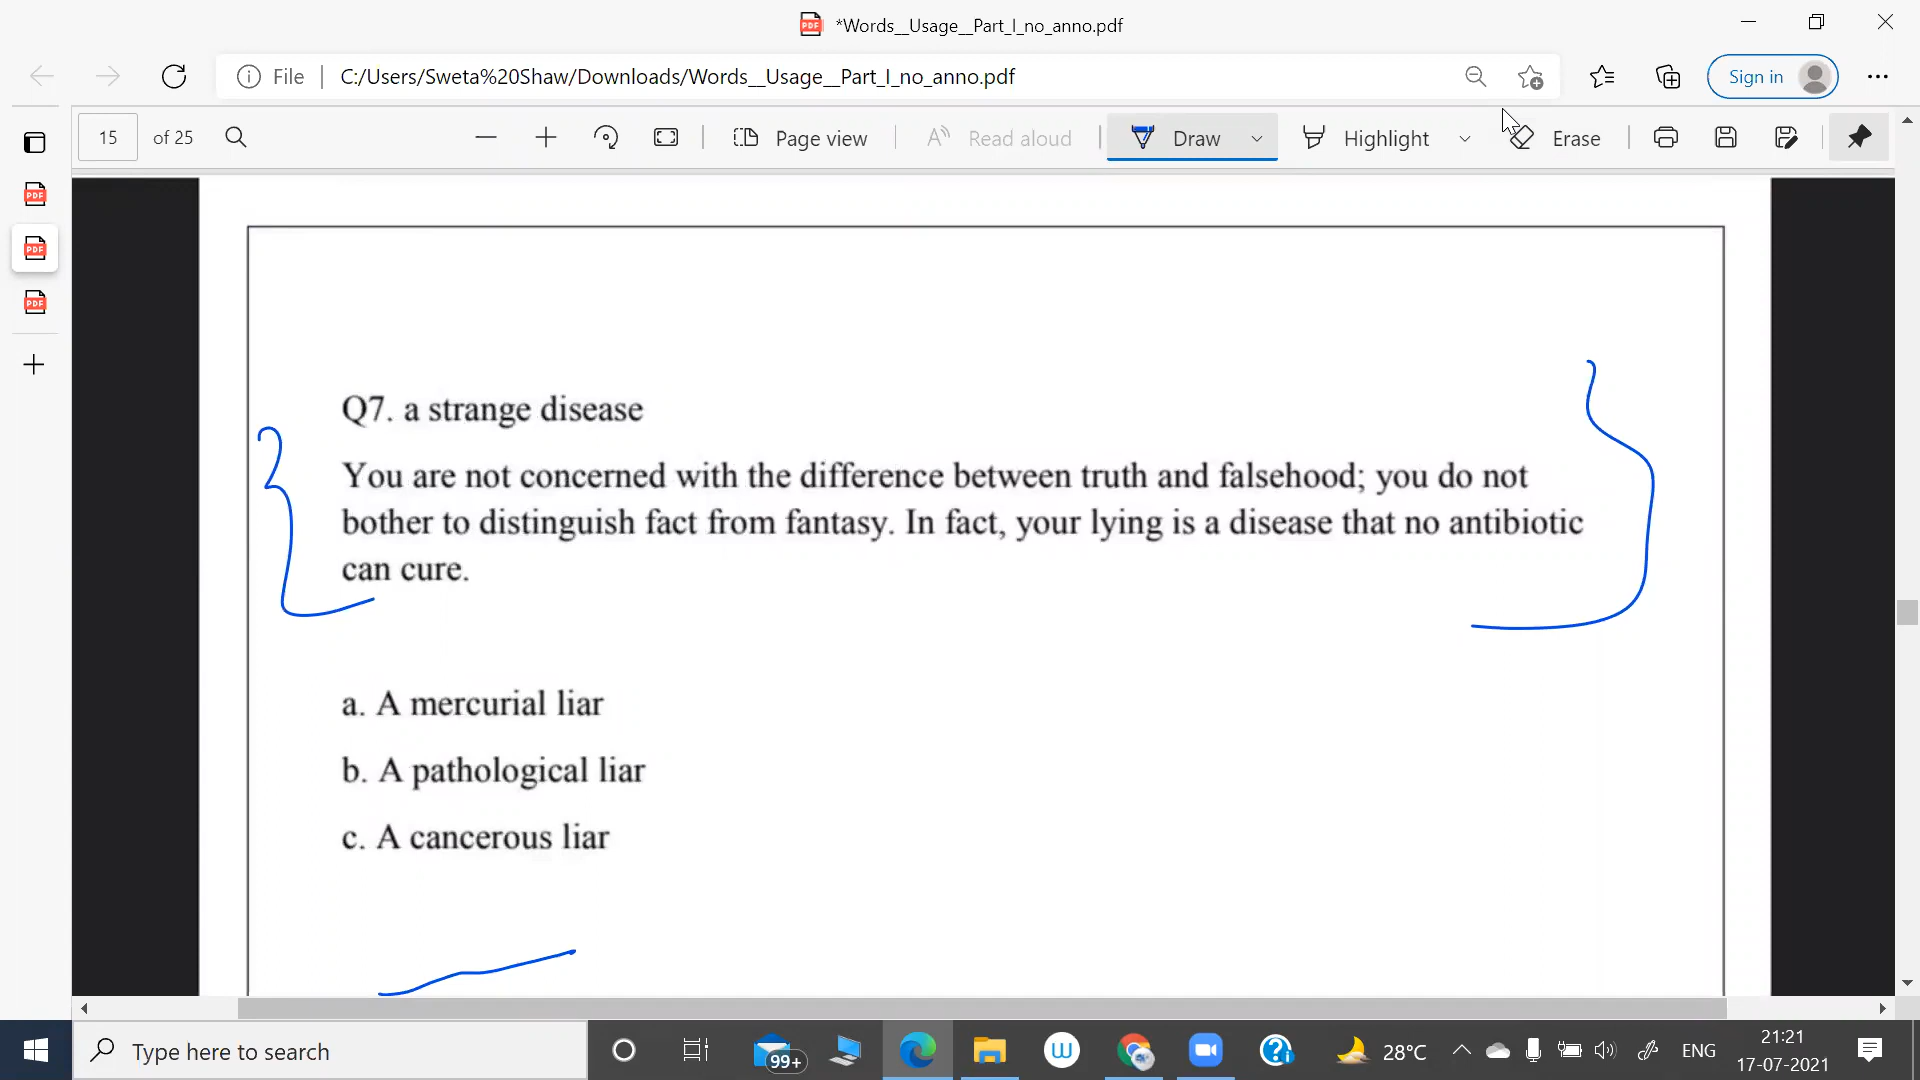 *Words__Usage__Part_I_no_anno.pdf
File
C:/Users/Sweta%20Shaw/Downloads/Words__Usage__Part_I_no_anno.pdf
Sign in
15 of 25
Page view
Read aloud
Draw
Highlight
Erase
Q7. a strange disease
You are not concerned with the difference between truth and falsehood; you do not
bother to distinguish fact from fantasy. In fact, your lying is a disease that no antibiotic
can cure.
a. A mercurial liar
b. A pathological liar
c. A cancerous liar
Type here to search
99+
28°C
ENG
21:21
17-07-2021